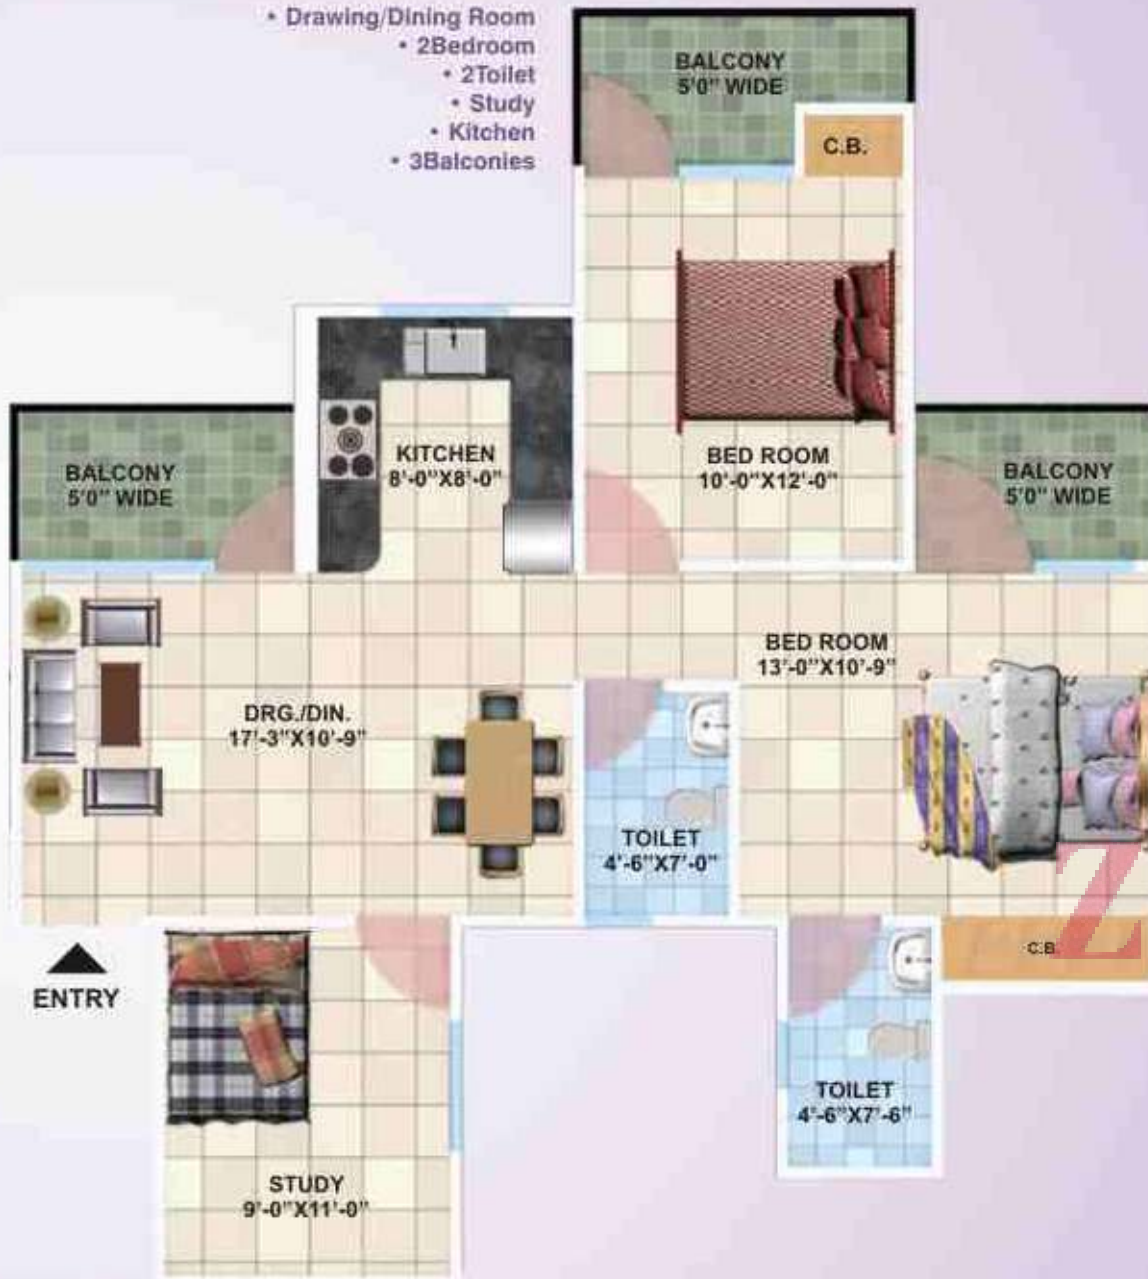 • Drawing/Dining Room
• 2Bedroom
• 2Toilet
• Study
• Kitchen
• 3Balconies
BALCONY
5'0" WIDE
C.B.
KITCHEN
8'-0"X8'-0"
BED ROOM
10'-0"X12'-0"
BALCONY
5'0" WIDE
BALCONY
5'0" WIDE
BED ROOM
13'-0"X10'-9"
DRG./DIN.
17'-3"X10'-9"
TOILET
4'-6"X7'-0"
Z
C.B.
ENTRY
TOILET
4'-6"X7'-6"
STUDY
9'-0"X11'-0"